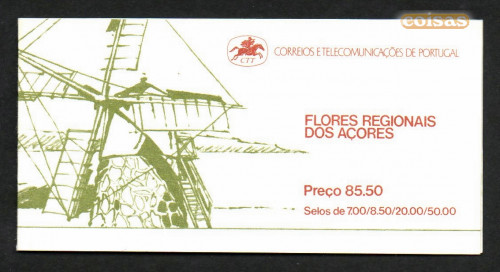 coisas
CTT
CORREIOS E TELECOMUNICAÇÕES DE PORTUGAL
FLORES REGIONAIS
DOS AÇORES
Preço 85.50
Selos de 7.00/8.50/20.00/50.00